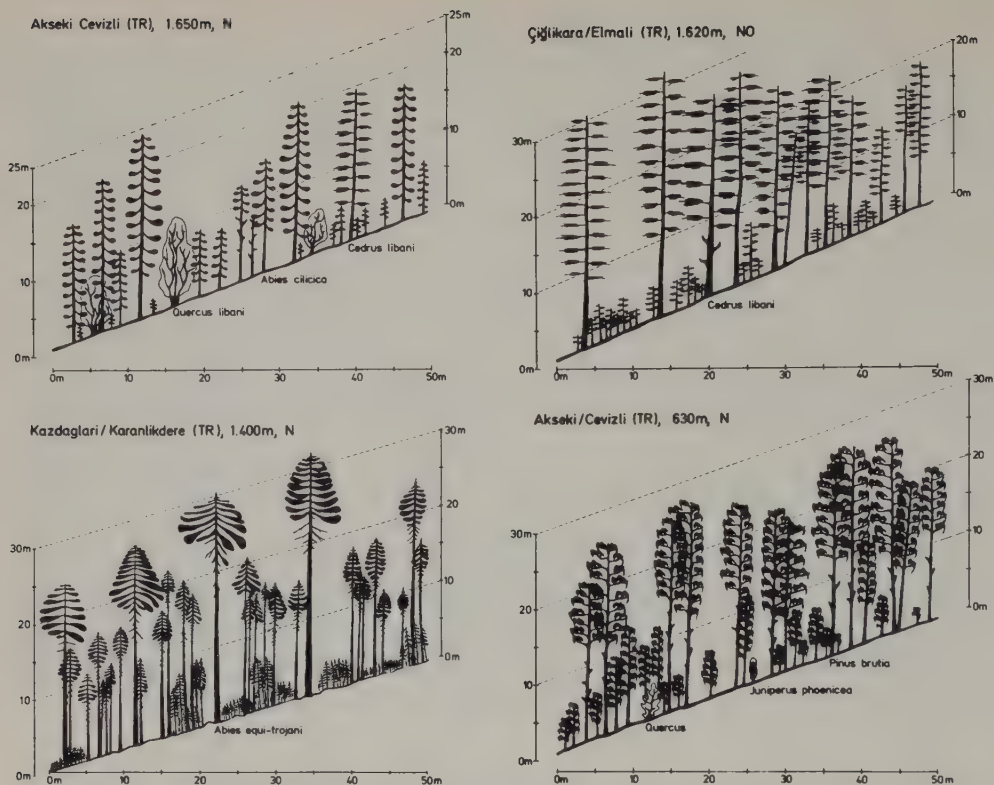 Akseki Cevizli (TR), 1.650m, N
25m
20
10
0m
25m
20
10
0m
Cedrus libani
Abies cilicica
Quercus libani
0m 10 20 30 40 50m
Çığlikara/Elmali (TR), 1.620m, NO
20m
10
0m
30m
20
10
0m
Cedrus libani
0m 10 20 30 40 50m
Kazdaglari/Karanlikdere (TR), 1.400m, N
30m
20
10
0m
30m
20
10
0m
Abies equi-trojani
0m 10 20 30 40 50m
Akseki/Cevizli (TR), 630m, N
30m
20
10
0m
30m
20
10
0m
Pinus brutia
Juniperus phoenicea
Quercus
0m 10 20 30 40 50m